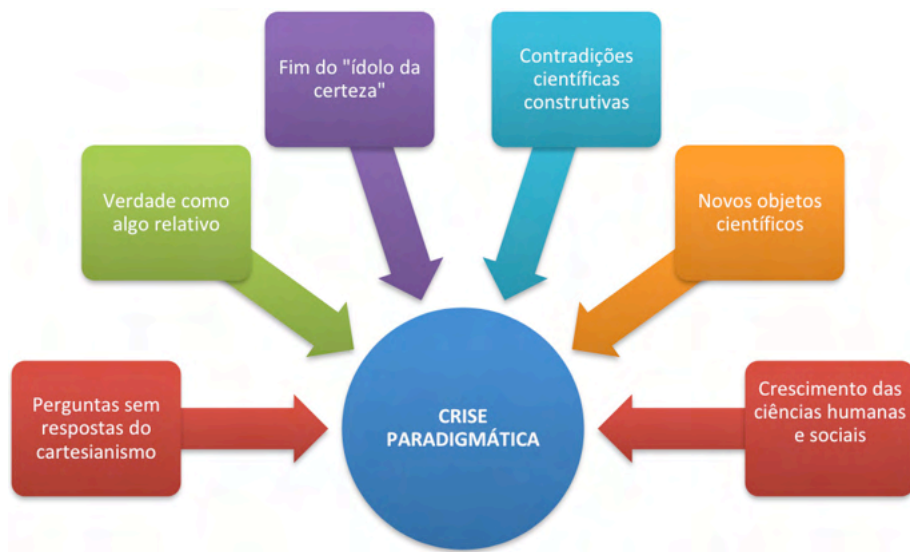 Fim do "ídolo da
certeza"
Contradições
científicas
construtivas
Verdade como
algo relativo
Novos objetos
científicos
Perguntas sem
respostas do
cartesianismo
CRISE
PARADIGMÁTICA
Crescimento das
ciências humanas
e sociais